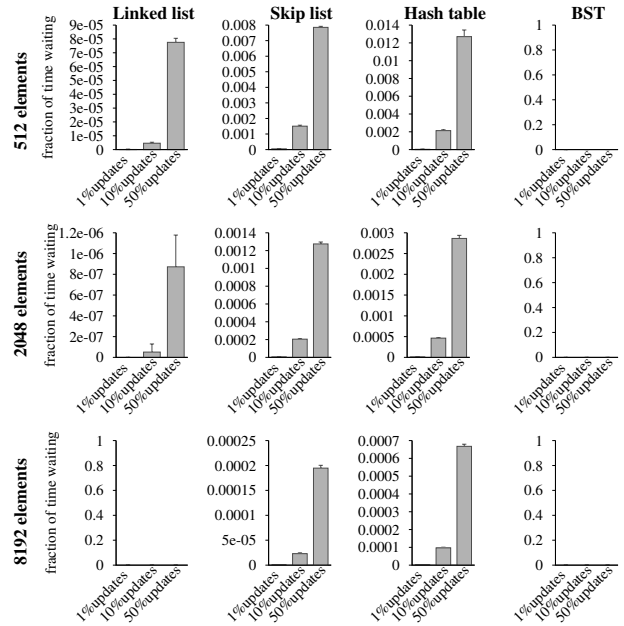 Linked list Skip list Hash table BST
512 elements
fraction of time waiting
9e-05
8e-05
7e-05
6e-05
5e-05
4e-05
3e-05
2e-05
1e-05
0
1%updates
10%updates
50%updates
0.008
0.007
0.006
0.005
0.004
0.003
0.002
0.001
0
1%updates
10%updates
50%updates
0.014
0.012
0.01
0.008
0.006
0.004
0.002
0
1%updates
10%updates
50%updates
1
0.8
0.6
0.4
0.2
0
1%updates
10%updates
50%updates
2048 elements
fraction of time waiting
1.2e-06
1e-06
8e-07
6e-07
4e-07
2e-07
0
1%updates
10%updates
50%updates
0.0014
0.0012
0.001
0.0008
0.0006
0.0004
0.0002
0
1%updates
10%updates
50%updates
0.003
0.0025
0.002
0.0015
0.001
0.0005
0
1%updates
10%updates
50%updates
1
0.8
0.6
0.4
0.2
0
1%updates
10%updates
50%updates
8192 elements
fraction of time waiting
1
0.8
0.6
0.4
0.2
0
1%updates
10%updates
50%updates
0.00025
0.0002
0.00015
0.0001
5e-05
0
1%updates
10%updates
50%updates
0.0007
0.0006
0.0005
0.0004
0.0003
0.0002
0.0001
0
1%updates
10%updates
50%updates
1
0.8
0.6
0.4
0.2
0
1%updates
10%updates
50%updates